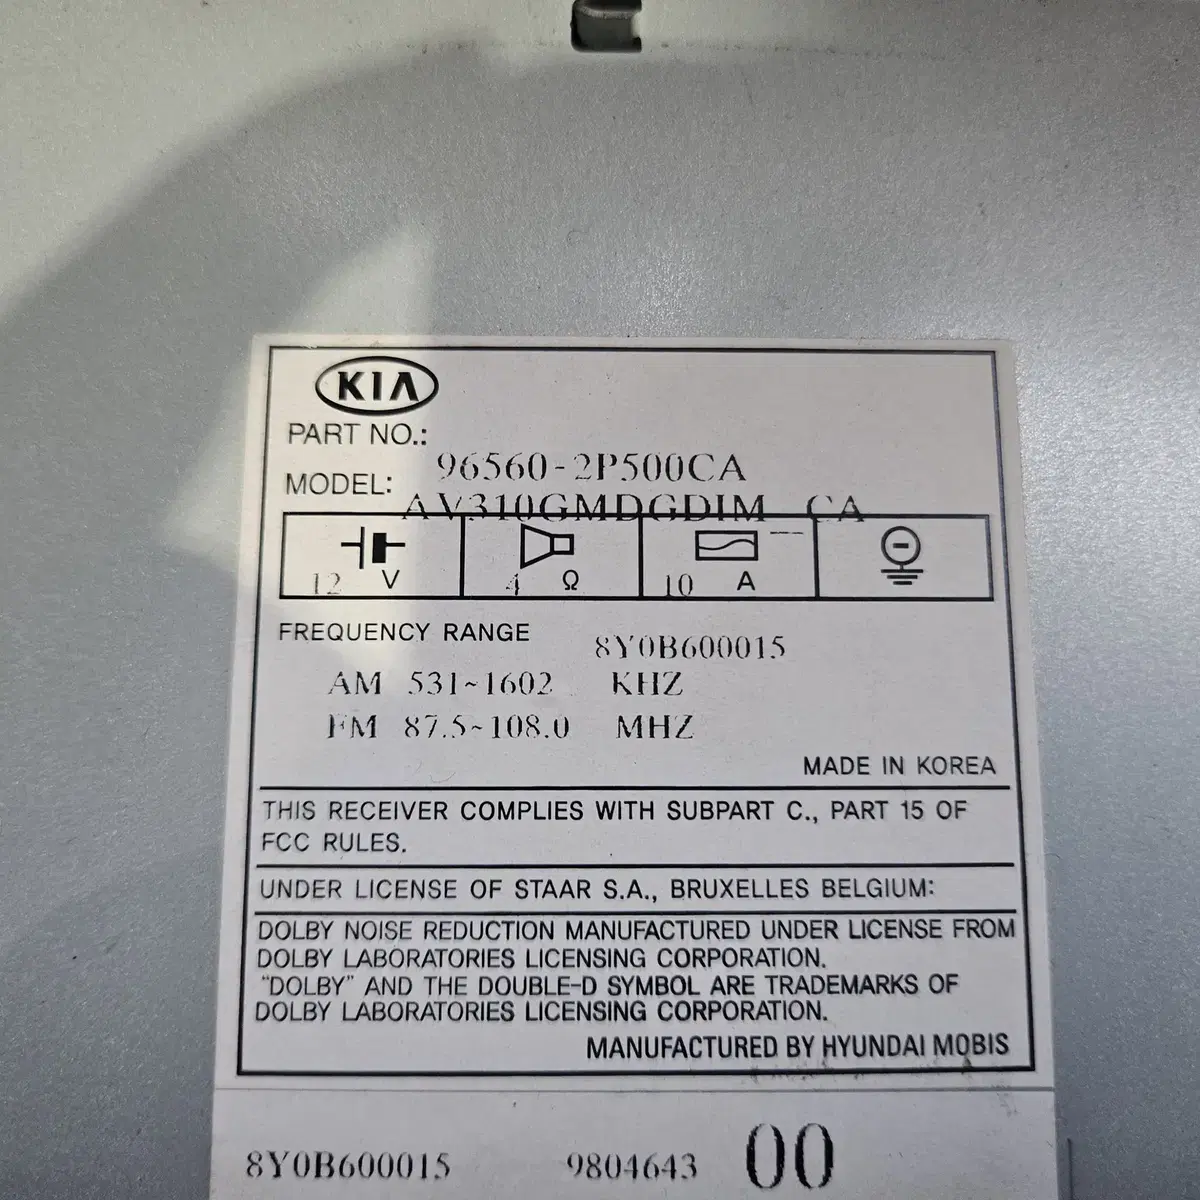 KIA
PART NO.:
96560-2P500CA
MODEL:
AV310GMDGDIM CA
12 V 4 Ω 10 A
FREQUENCY RANGE
8Y0B600015
AM 531~1602 KHZ
FM 87.5~108.0 MHZ
MADE IN KOREA
THIS RECEIVER COMPLIES WITH SUBPART C., PART 15 OF
FCC RULES.
UNDER LICENSE OF STAAR S.A., BRUXELLES BELGIUM:
DOLBY NOISE REDUCTION MANUFACTURED UNDER LICENSE FROM
DOLBY LABORATORIES LICENSING CORPORATION.
"DOLBY" AND THE DOUBLE-D SYMBOL ARE TRADEMARKS OF
DOLBY LABORATORIES LICENSING CORPORATION.
MANUFACTURED BY HYUNDAI MOBIS
8Y0B600015 9804643 00